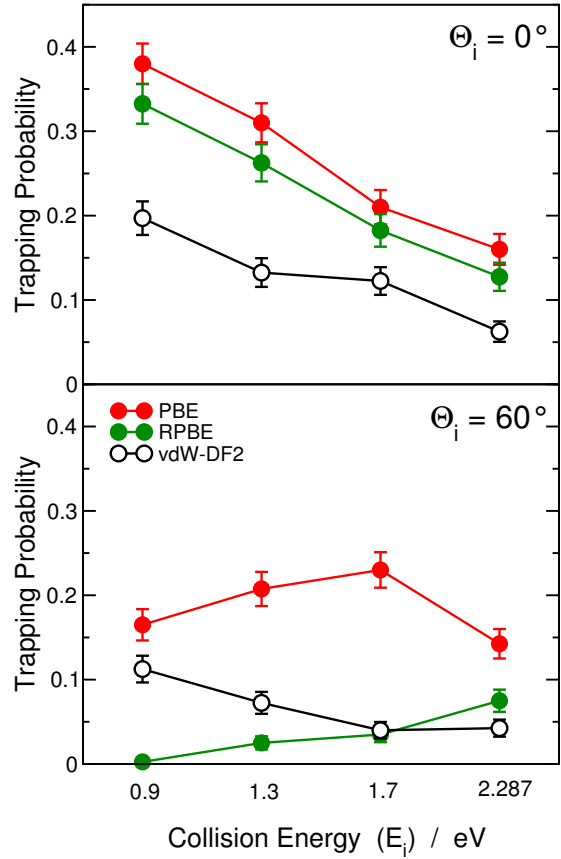 Θi = 0°
0.4
0.3
0.2
0.1
0
Trapping Probability
PBE
RPBE
vdW-DF2
Θi = 60°
0.4
0.3
0.2
0.1
0
Trapping Probability
0.9 1.3 1.7 2.287
Collision Energy (Ei) / eV